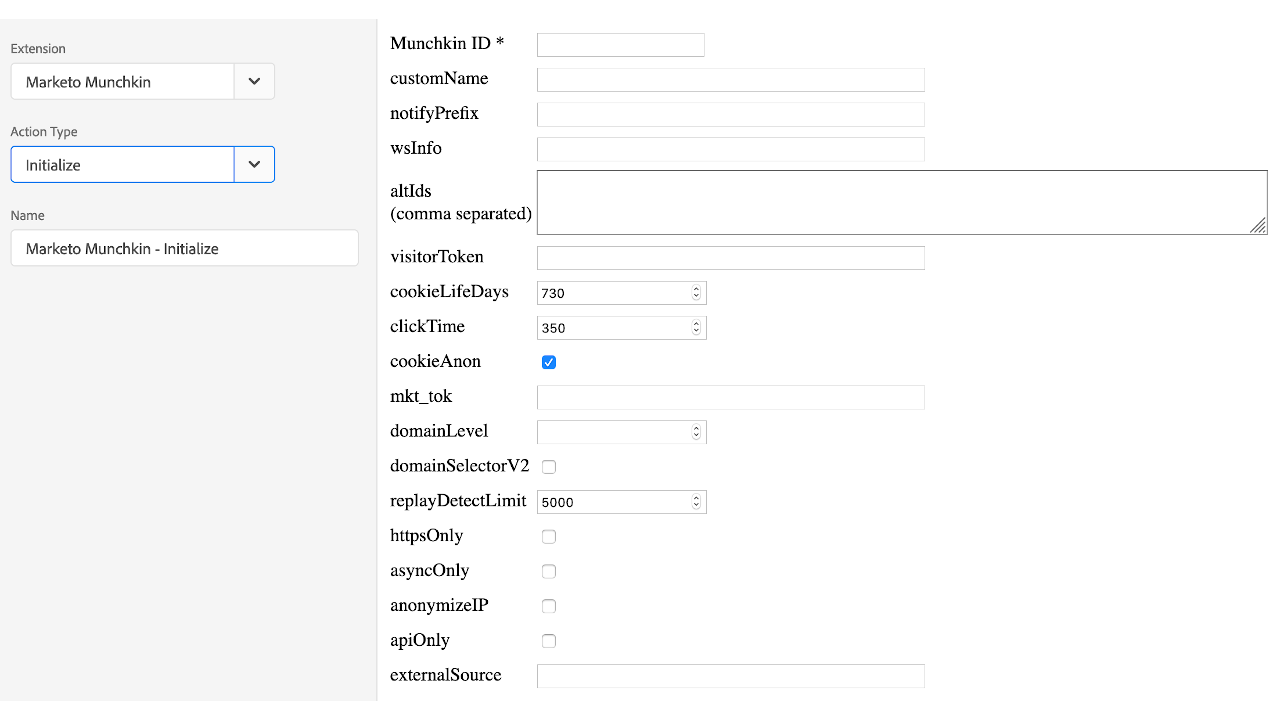 Extension
Marketo Munchkin
Action Type
Initialize
Name
Marketo Munchkin - Initialize
Munchkin ID *
customName
notifyPrefix
wsInfo
altIds
(comma separated)
visitorToken
cookieLifeDays 730
clickTime 350
cookieAnon
mkt_tok
domainLevel
domainSelectorV2
replayDetectLimit 5000
httpsOnly
asyncOnly
anonymizeIP
apiOnly
externalSource